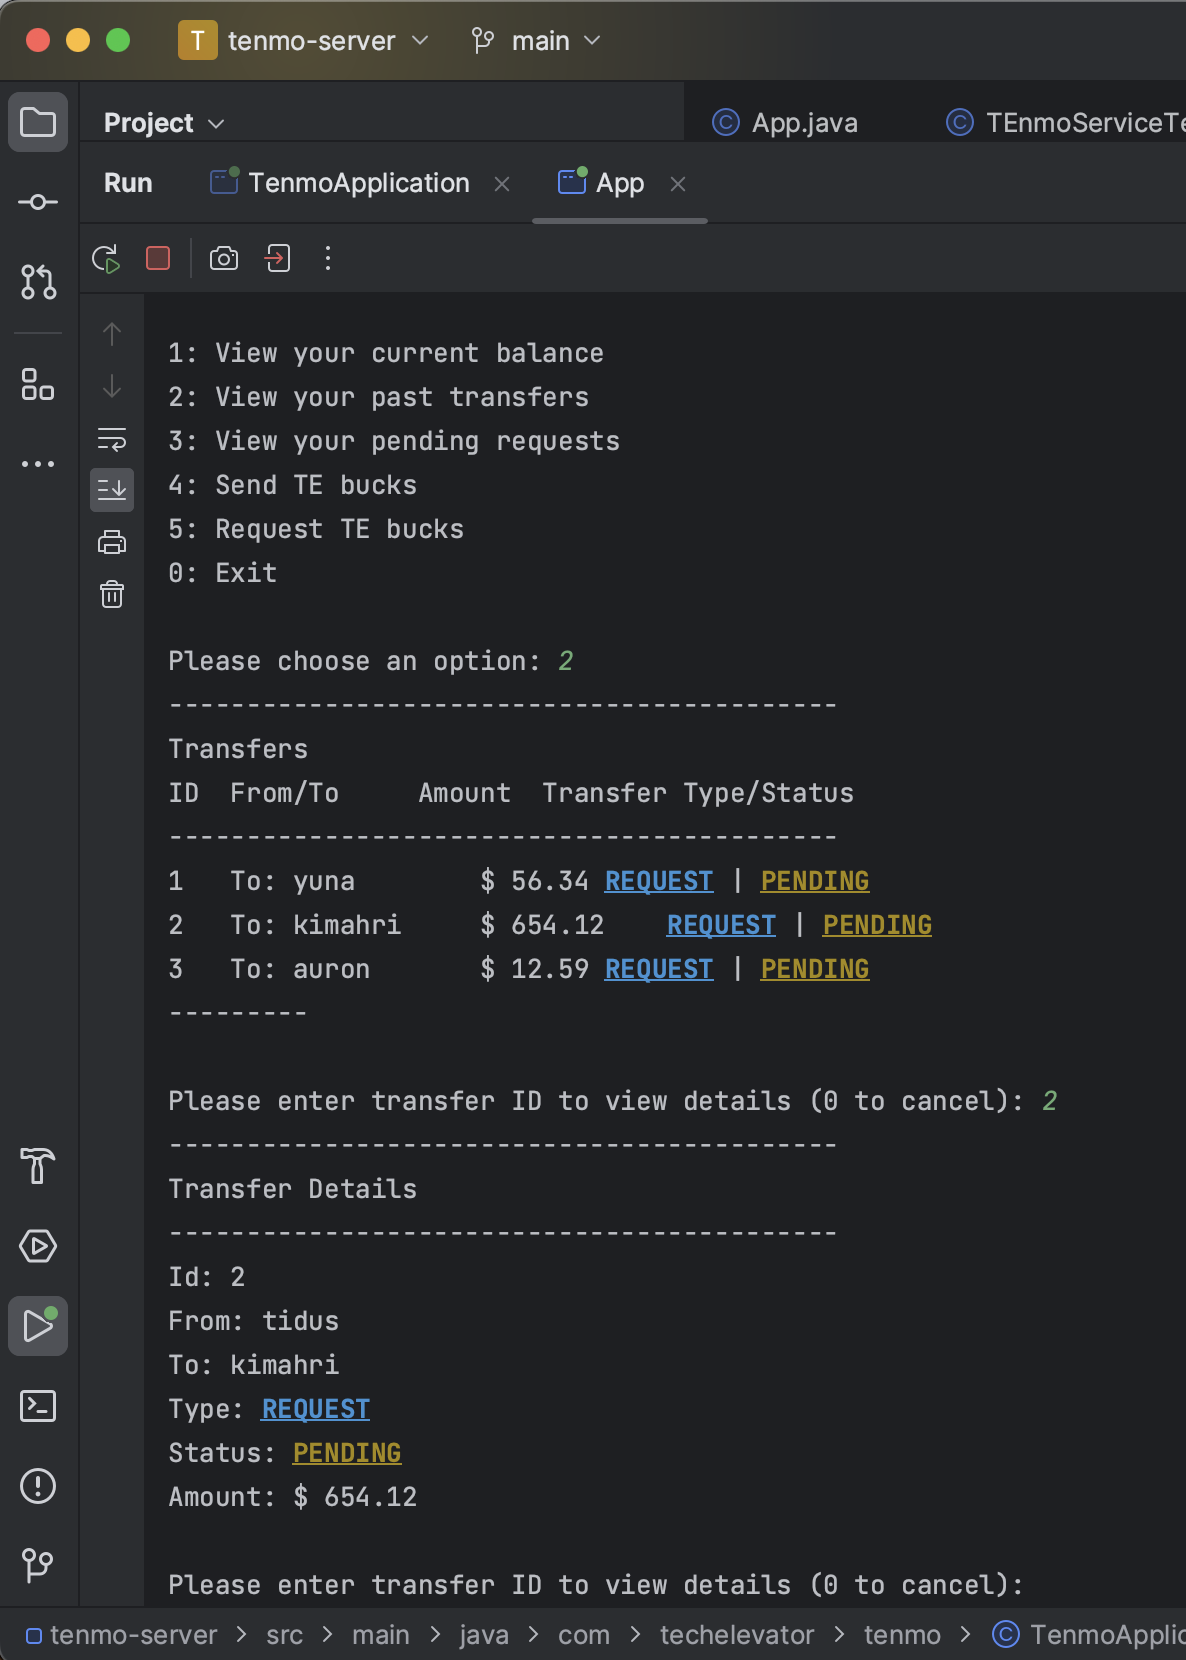 T tenmo-server main
Project App.java TEnmoServiceTe
Run TenmoApplication App
1: View your current balance
2: View your past transfers
3: View your pending requests
4: Send TE bucks
5: Request TE bucks
0: Exit
Please choose an option: 2
-------------------------------------------
Transfers
ID  From/To     Amount  Transfer Type/Status
-------------------------------------------
1   To: yuna        $ 56.34 REQUEST | PENDING
2   To: kimahri     $ 654.12    REQUEST | PENDING
3   To: auron       $ 12.59 REQUEST | PENDING
---------
Please enter transfer ID to view details (0 to cancel): 2
-------------------------------------------
Transfer Details
-------------------------------------------
Id: 2
From: tidus
To: kimahri
Type: REQUEST
Status: PENDING
Amount: $ 654.12
Please enter transfer ID to view details (0 to cancel):
tenmo-server > src > main > java > com > techelevator > tenmo > TenmoApplic